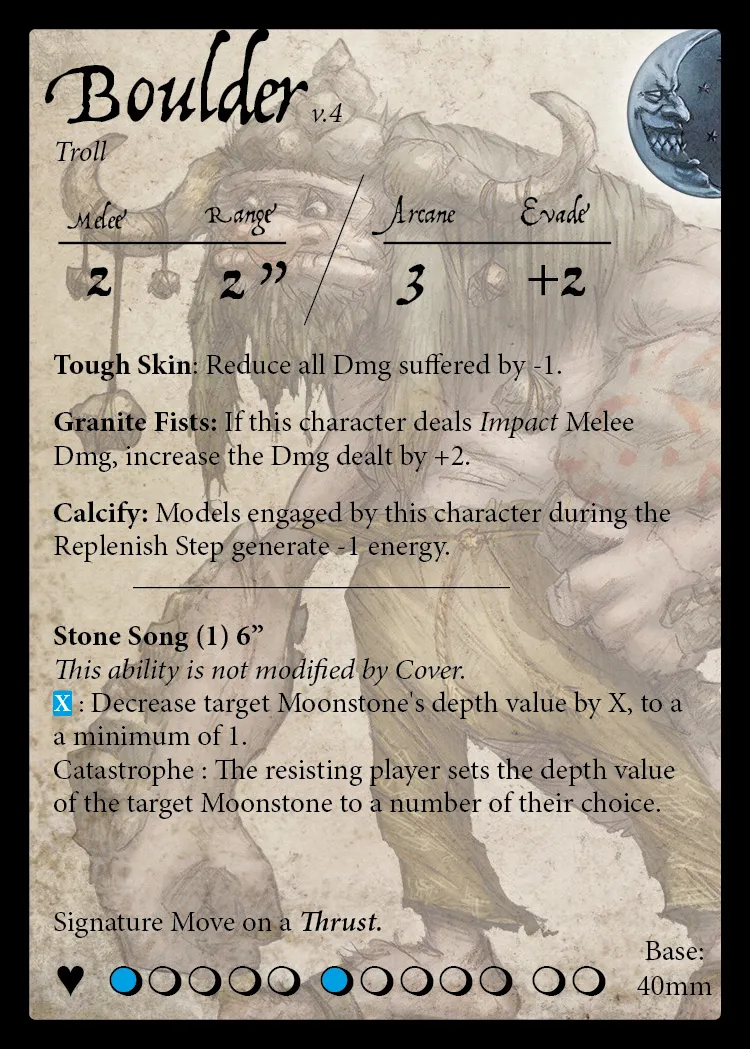 Boulder v.4
Troll
Melee Range Arcane Evade
2 2” 3 +2
Tough Skin: Reduce all Dmg suffered by -1.
Granite Fists: If this character deals Impact Melee
Dmg, increase the Dmg dealt by +2.
Calcify: Models engaged by this character during the
Replenish Step generate -1 energy.
Stone Song (1) 6”
This ability is not modified by Cover.
X : Decrease target Moonstone's depth value by X, to a
a minimum of 1.
Catastrophe : The resisting player sets the depth value
of the target Moonstone to a number of their choice.
Signature Move on a Thrust.
Base:
40mm